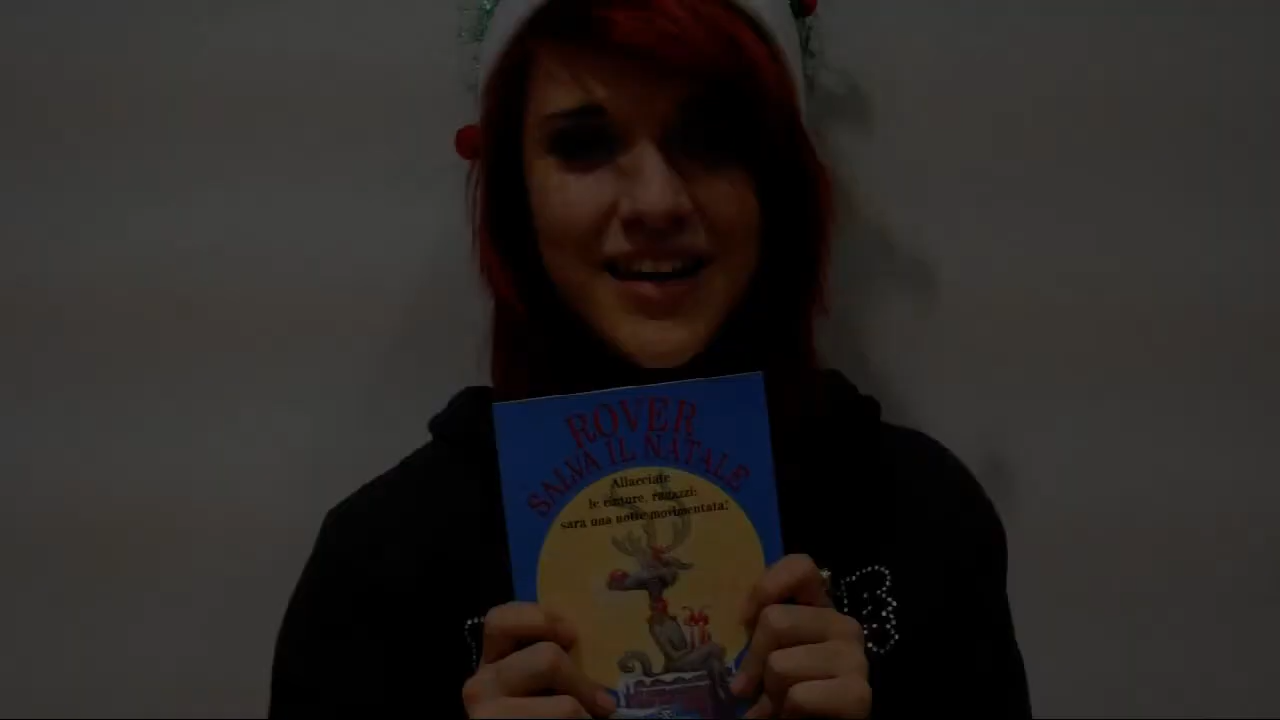 ROVER
SALVA IL NATALE
Allacciate
le cinture, ragazzi:
sarà una notte movimentata!